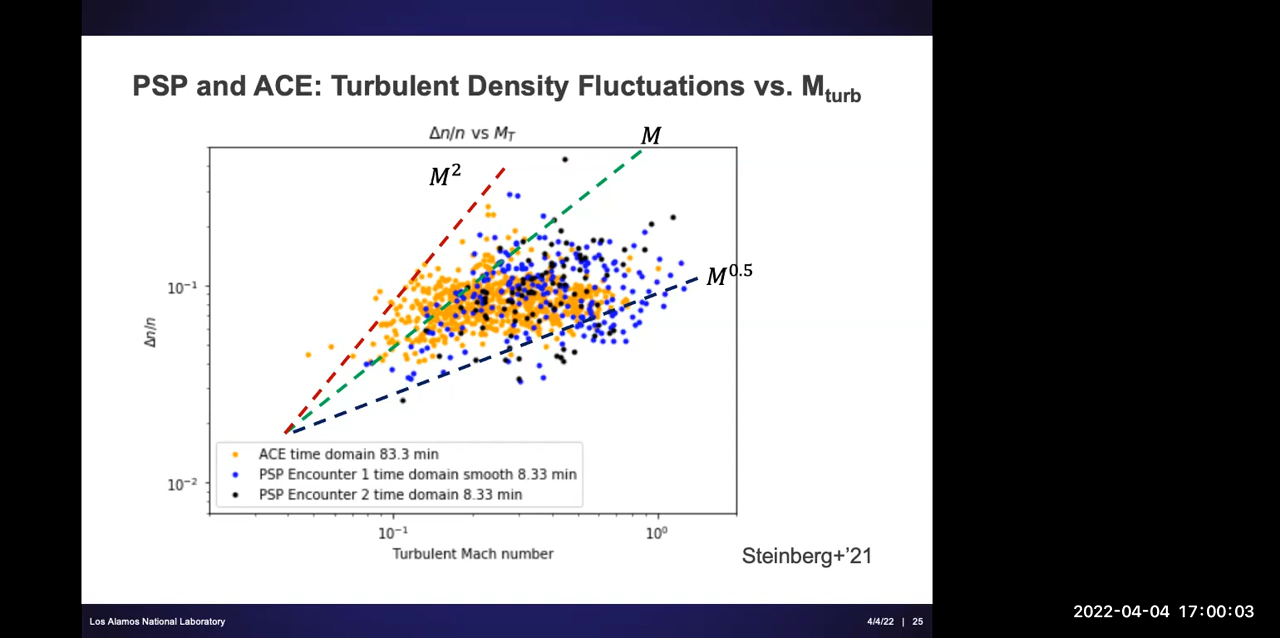 PSP and ACE: Turbulent Density Fluctuations vs. Mturb
Δn/n vs MT
M
M²
M⁰·⁵
10⁻¹
10⁻²
Δn/n
ACE time domain 83.3 min
PSP Encounter 1 time domain smooth 8.33 min
PSP Encounter 2 time domain 8.33 min
10⁻¹
10⁰
Turbulent Mach number
Steinberg+'21
Los Alamos National Laboratory
4/4/22 | 25
2022-04-04 17:00:03